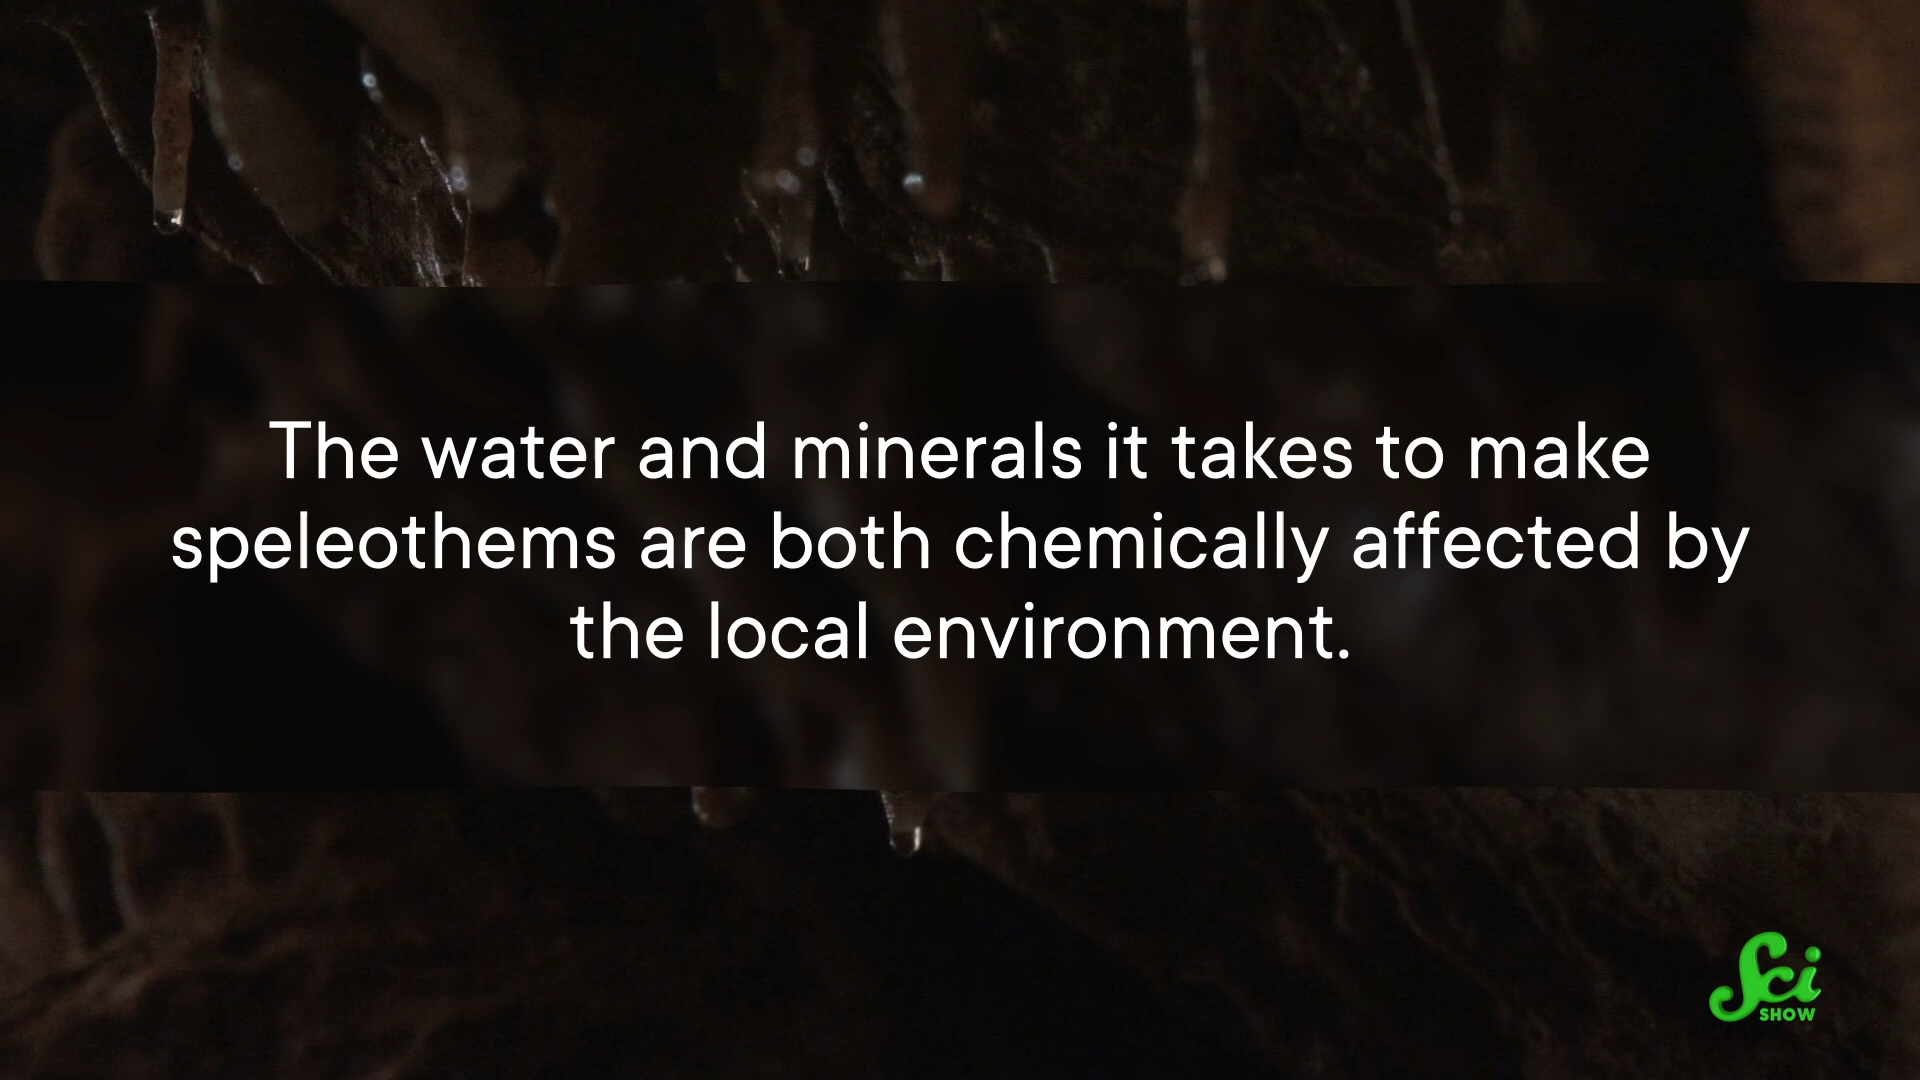 The water and minerals it takes to make
speleothems are both chemically affected by
the local environment.
Sci
SHOW